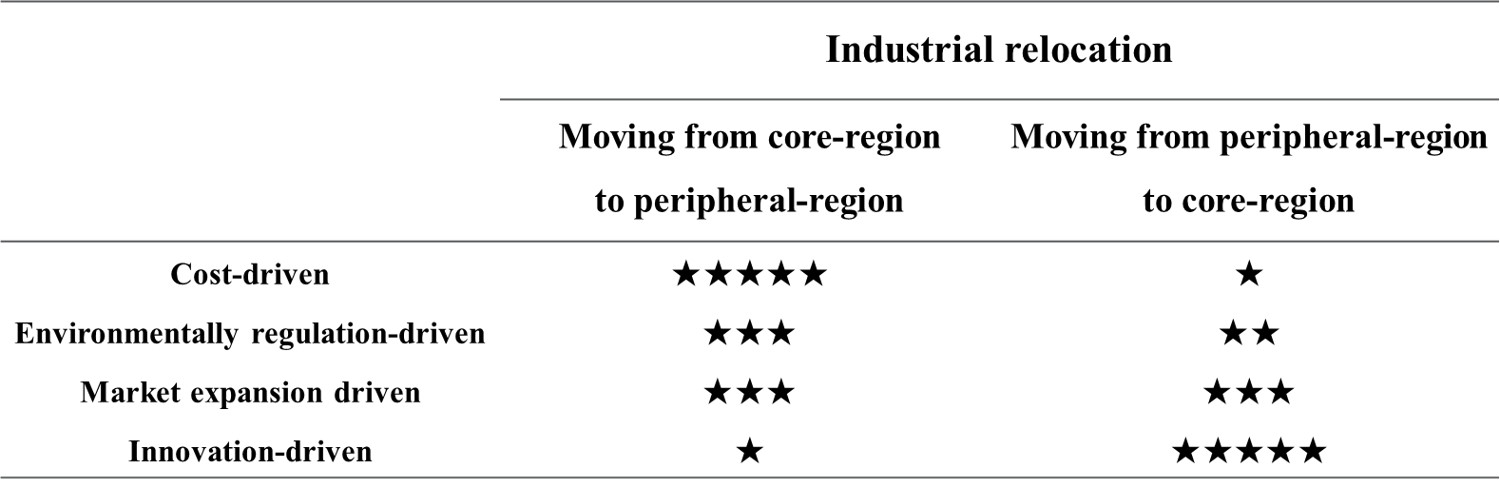 Industrial relocation
Moving from core-region Moving from peripheral-region
to peripheral-region to core-region
Cost-driven ★★★★★ ★
Environmentally regulation-driven ★★★ ★★
Market expansion driven ★★★ ★★★
Innovation-driven ★ ★★★★★